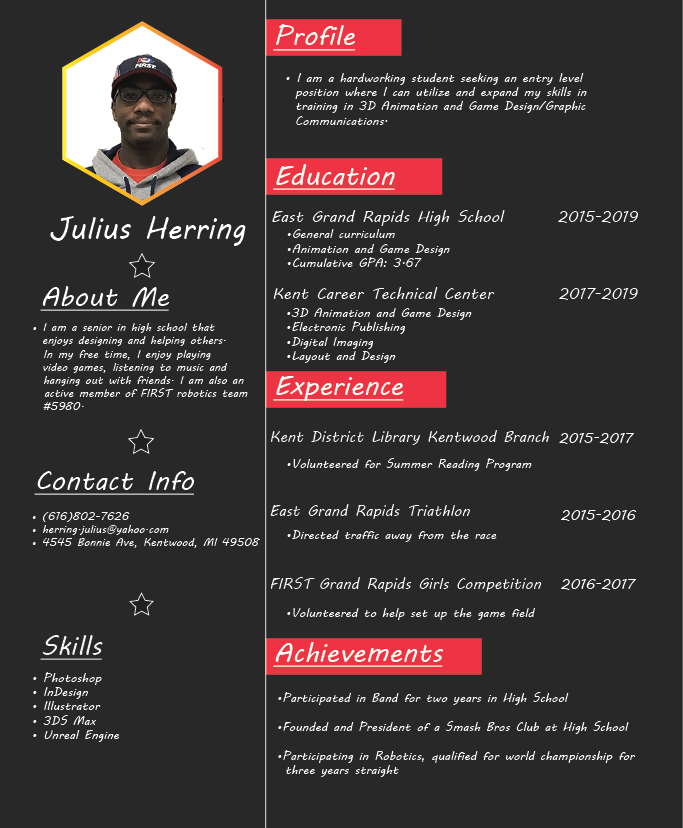 FIRST
Julius Herring
About Me
• I am a senior in high school that
enjoys designing and helping others.
In my free time, I enjoy playing
video games, listening to music and
hanging out with friends. I am also an
active member of FIRST robotics team
#5980.
Contact Info
• (616)802-7626
• herring.julius@yahoo.com
• 4545 Bonnie Ave, Kentwood, MI 49508
Skills
• Photoshop
• InDesign
• Illustrator
• 3DS Max
• Unreal Engine
Profile
• I am a hardworking student seeking an entry level
position where I can utilize and expand my skills in
training in 3D Animation and Game Design/Graphic
Communications.
Education
East Grand Rapids High School 2015-2019
•General curriculum
•Animation and Game Design
•Cumulative GPA: 3.67
Kent Career Technical Center 2017-2019
•3D Animation and Game Design
•Electronic Publishing
•Digital Imaging
•Layout and Design
Experience
Kent District Library Kentwood Branch 2015-2017
•Volunteered for Summer Reading Program
East Grand Rapids Triathlon 2015-2016
•Directed traffic away from the race
FIRST Grand Rapids Girls Competition 2016-2017
•Volunteered to help set up the game field
Achievements
•Participated in Band for two years in High School
•Founded and President of a Smash Bros Club at High School
•Participating in Robotics, qualified for world championship for
three years straight